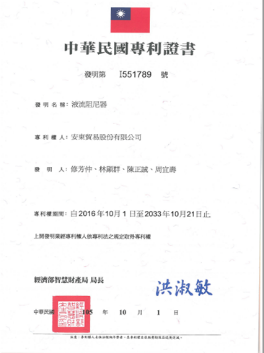 中華民國專利證書
發明第 I551789 號
發明名稱：液流阻尼器
專利權人：安東貿易股份有限公司
發明人：修芳仲、林穎群、陳正誠、周宜壽
專利權期間：自2016年10月1日至2033年10月21日止
上開發明業經專利權人依專利法之規定取得專利權
經濟部智慧財產局 局長
洪淑敏
中華民國 105 年 10 月 1 日